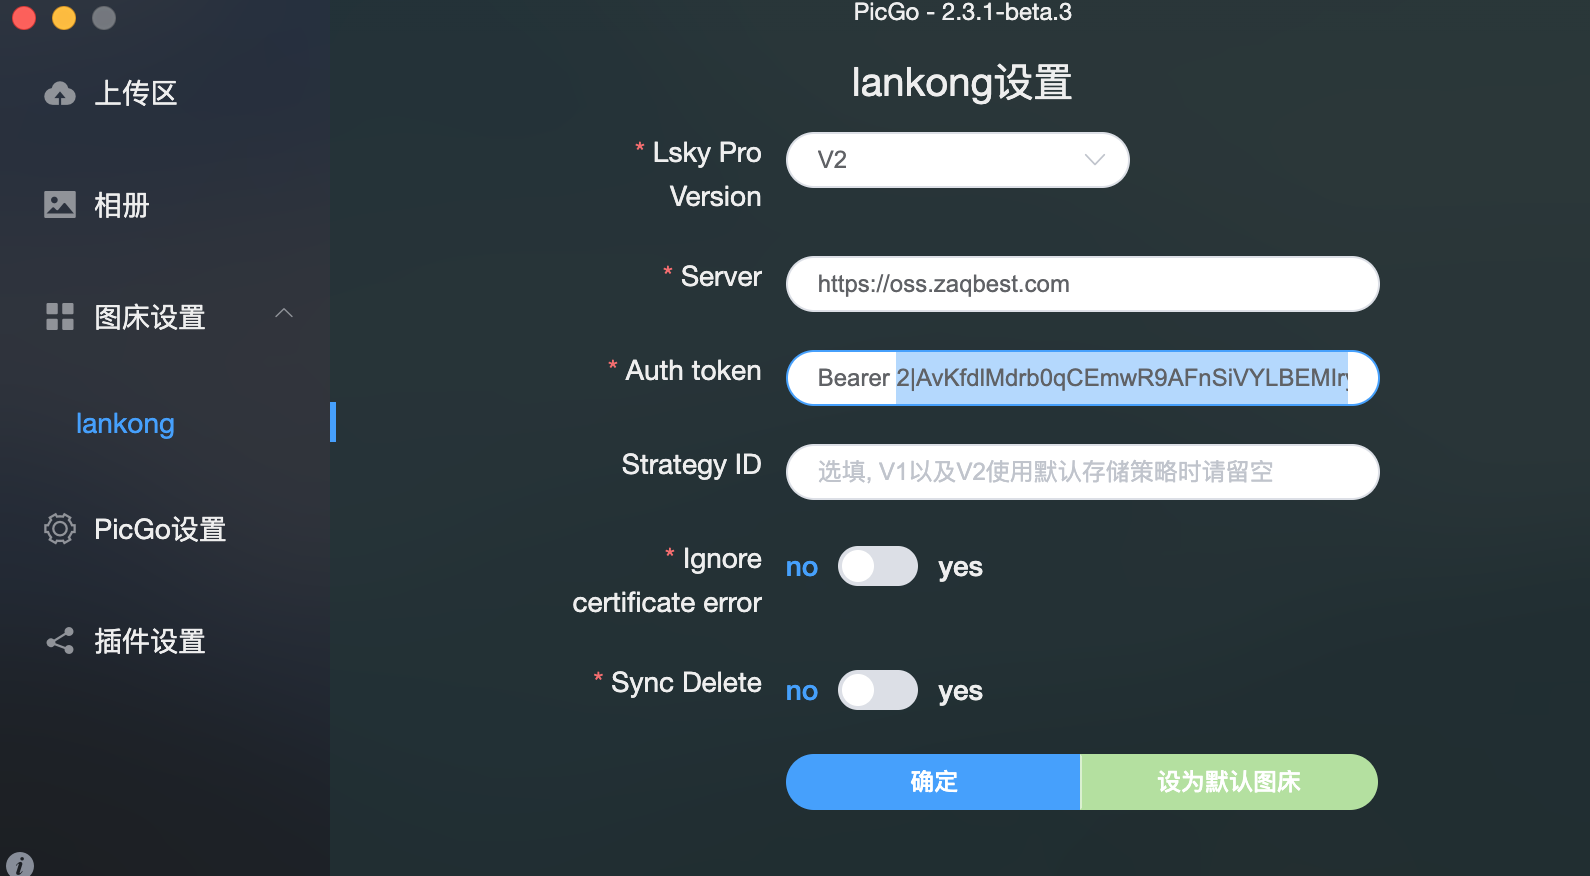 PicGo - 2.3.1-beta.3
上传区
相册
图床设置
lankong
PicGo设置
插件设置
lankong设置
* Lsky Pro
Version
V2
* Server
https://oss.zaqbest.com
* Auth token
Bearer 2|AvKfdlMdrb0qCEmwR9AFnSiVYLBEMIry
Strategy ID
选填, V1以及V2使用默认存储策略时请留空
* Ignore
certificate error
no yes
* Sync Delete
no yes
确定
设为默认图床